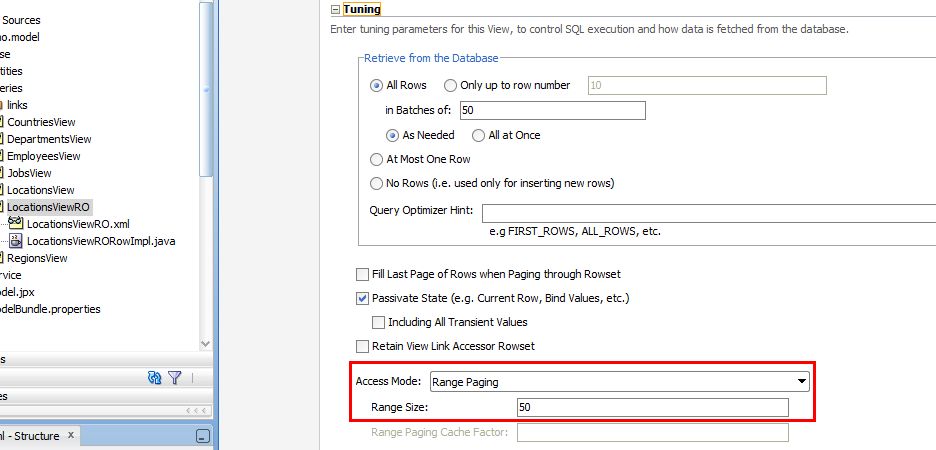 Sources
no.model
se
tities
eries
links
CountriesView
DepartmentsView
EmployeesView
JobsView
LocationsView
LocationsViewRO
LocationsViewRO.xml
LocationsViewRORowImpl.java
RegionsView
rvice
odel.jpx
odelBundle.properties
s
es
ml - Structure x
Tuning
Enter tuning parameters for this View, to control SQL execution and how data is fetched from the database.
Retrieve from the Database
All Rows Only up to row number 10
in Batches of: 50
As Needed All at Once
At Most One Row
No Rows (i.e. used only for inserting new rows)
Query Optimizer Hint:
e.g FIRST_ROWS, ALL_ROWS, etc.
Fill Last Page of Rows when Paging through Rowset
Passivate State (e.g. Current Row, Bind Values, etc.)
Including All Transient Values
Retain View Link Accessor Rowset
Access Mode: Range Paging
Range Size: 50
Range Paging Cache Factor: